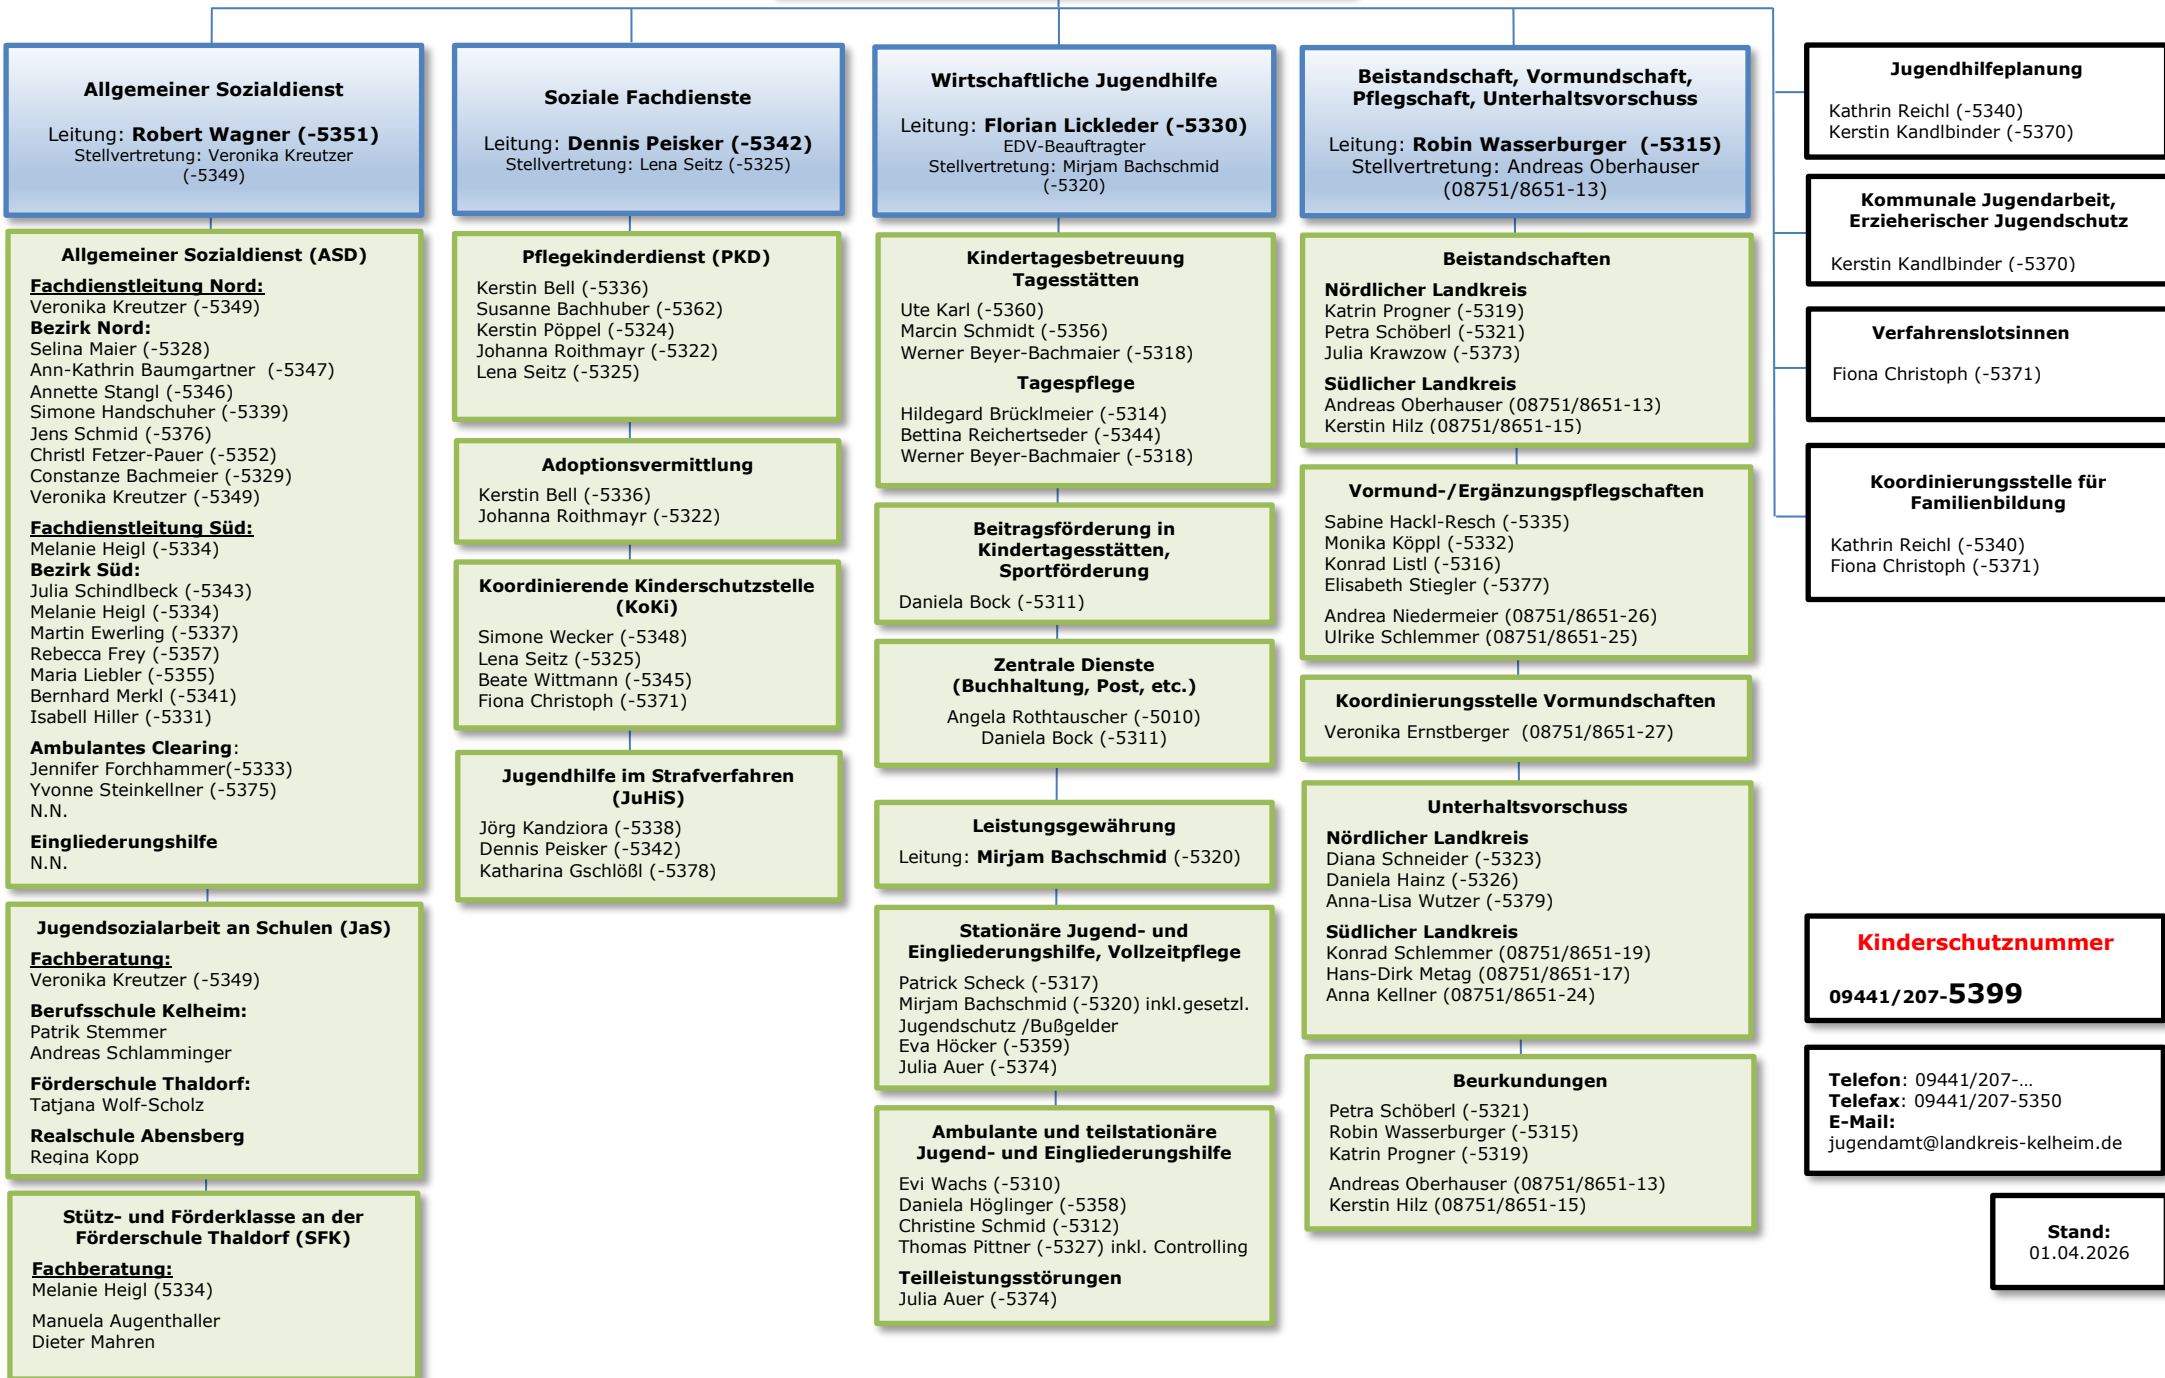 Allgemeiner Sozialdienst
Leitung: Robert Wagner (-5351)
Stellvertretung: Veronika Kreutzer
(-5349)
Allgemeiner Sozialdienst (ASD)
Fachdienstleitung Nord:
Veronika Kreutzer (-5349)
Bezirk Nord:
Selina Maier (-5328)
Ann-Kathrin Baumgartner  (-5347)
Annette Stangl (-5346)
Simone Handschuher (-5339)
Jens Schmid (-5376)
Christl Fetzer-Pauer (-5352)
Constanze Bachmeier (-5329)
Veronika Kreutzer (-5349)
Fachdienstleitung Süd:
Melanie Heigl (-5334)
Bezirk Süd:
Julia Schindlbeck (-5343)
Melanie Heigl (-5334)
Martin Ewerling (-5337)
Rebecca Frey (-5357)
Maria Liebler (-5355)
Bernhard Merkl (-5341)
Isabell Hiller (-5331)
Ambulantes Clearing:
Jennifer Forchhammer(-5333)
Yvonne Steinkellner (-5375)
N.N.
Eingliederungshilfe
N.N.
Jugendsozialarbeit an Schulen (JaS)
Fachberatung:
Veronika Kreutzer (-5349)
Berufsschule Kelheim:
Patrik Stemmer
Andreas Schlamminger
Förderschule Thaldorf:
Tatjana Wolf-Scholz
Realschule Abensberg
Regina Kopp
Stütz- und Förderklasse an der
Förderschule Thaldorf (SFK)
Fachberatung:
Melanie Heigl (5334)
Manuela Augenthaller
Dieter Mahren
Soziale Fachdienste
Leitung: Dennis Peisker (-5342)
Stellvertretung: Lena Seitz (-5325)
Pflegekinderdienst (PKD)
Kerstin Bell (-5336)
Susanne Bachhuber (-5362)
Kerstin Pöppel (-5324)
Johanna Roithmayr (-5322)
Lena Seitz (-5325)
Adoptionsvermittlung
Kerstin Bell (-5336)
Johanna Roithmayr (-5322)
Koordinierende Kinderschutzstelle
(KoKi)
Simone Wecker (-5348)
Lena Seitz (-5325)
Beate Wittmann (-5345)
Fiona Christoph (-5371)
Jugendhilfe im Strafverfahren
(JuHiS)
Jörg Kandziora (-5338)
Dennis Peisker (-5342)
Katharina Gschlößl (-5378)
Wirtschaftliche Jugendhilfe
Leitung: Florian Lickleder (-5330)
EDV-Beauftragter
Stellvertretung: Mirjam Bachschmid
(-5320)
Kindertagesbetreuung
Tagesstätten
Ute Karl (-5360)
Marcin Schmidt (-5356)
Werner Beyer-Bachmaier (-5318)
Tagespflege
Hildegard Brücklmeier (-5314)
Bettina Reichertseder (-5344)
Werner Beyer-Bachmaier (-5318)
Beitragsförderung in
Kindertagesstätten,
Sportförderung
Daniela Bock (-5311)
Zentrale Dienste
(Buchhaltung, Post, etc.)
Angela Rothtauscher (-5010)
Daniela Bock (-5311)
Leistungsgewährung
Leitung: Mirjam Bachschmid (-5320)
Stationäre Jugend- und
Eingliederungshilfe, Vollzeitpflege
Patrick Scheck (-5317)
Mirjam Bachschmid (-5320) inkl.gesetzl.
Jugendschutz /Bußgelder
Eva Höcker (-5359)
Julia Auer (-5374)
Ambulante und teilstationäre
Jugend- und Eingliederungshilfe
Evi Wachs (-5310)
Daniela Höglinger (-5358)
Christine Schmid (-5312)
Thomas Pittner (-5327) inkl. Controlling
Teilleistungsstörungen
Julia Auer (-5374)
Beistandschaft, Vormundschaft,
Pflegschaft, Unterhaltsvorschuss
Leitung: Robin Wasserburger  (-5315)
Stellvertretung: Andreas Oberhauser
(08751/8651-13)
Beistandschaften
Nördlicher Landkreis
Katrin Progner (-5319)
Petra Schöberl (-5321)
Julia Krawzow (-5373)
Südlicher Landkreis
Andreas Oberhauser (08751/8651-13)
Kerstin Hilz (08751/8651-15)
Vormund-/Ergänzungspflegschaften
Sabine Hackl-Resch (-5335)
Monika Köppl (-5332)
Konrad Listl (-5316)
Elisabeth Stiegler (-5377)
Andrea Niedermeier (08751/8651-26)
Ulrike Schlemmer (08751/8651-25)
Koordinierungsstelle Vormundschaften
Veronika Ernstberger  (08751/8651-27)
Unterhaltsvorschuss
Nördlicher Landkreis
Diana Schneider (-5323)
Daniela Hainz (-5326)
Anna-Lisa Wutzer (-5379)
Südlicher Landkreis
Konrad Schlemmer (08751/8651-19)
Hans-Dirk Metag (08751/8651-17)
Anna Kellner (08751/8651-24)
Beurkundungen
Petra Schöberl (-5321)
Robin Wasserburger (-5315)
Katrin Progner (-5319)
Andreas Oberhauser (08751/8651-13)
Kerstin Hilz (08751/8651-15)
Jugendhilfeplanung
Kathrin Reichl (-5340)
Kerstin Kandlbinder (-5370)
Kommunale Jugendarbeit,
Erzieherischer Jugendschutz
Kerstin Kandlbinder (-5370)
Verfahrenslotsinnen
Fiona Christoph (-5371)
Koordinierungsstelle für
Familienbildung
Kathrin Reichl (-5340)
Fiona Christoph (-5371)
Kinderschutznummer
09441/207-5399
Telefon: 09441/207-…
Telefax: 09441/207-5350
E-Mail:
jugendamt@landkreis-kelheim.de
Stand:
01.04.2026